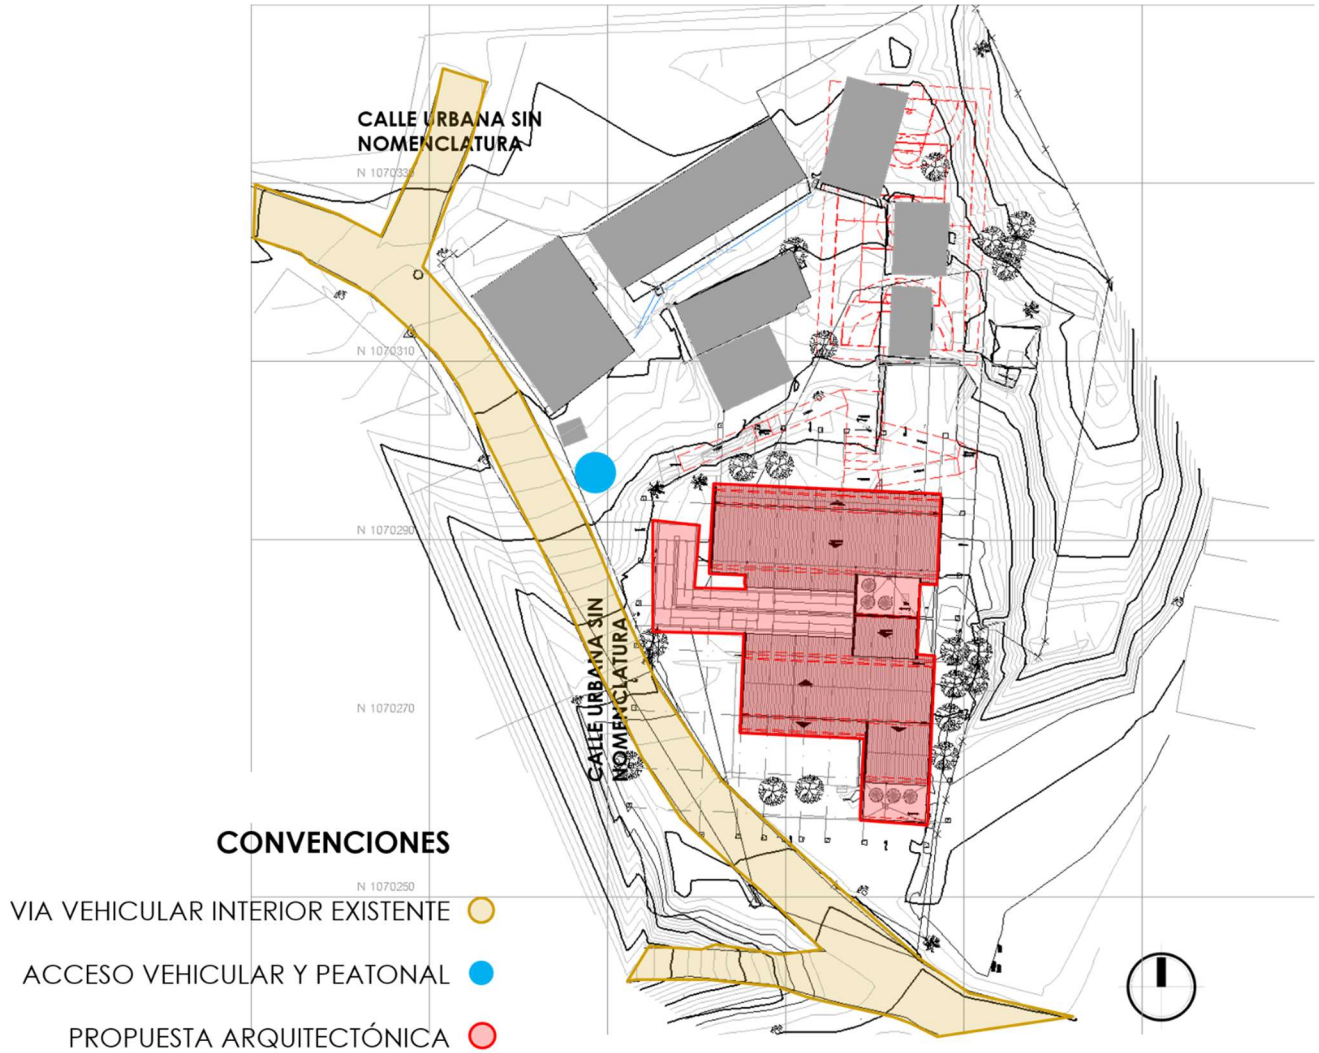 CALLE URBANA SIN
NOMENCLATURA
N 1070330
N 1070310
N 1070290
CALLE URBANA SIN
NOMENCLATURA
N 1070270
CONVENCIONES
N 1070250
VIA VEHICULAR INTERIOR EXISTENTE
ACCESO VEHICULAR Y PEATONAL
PROPUESTA ARQUITECTÓNICA